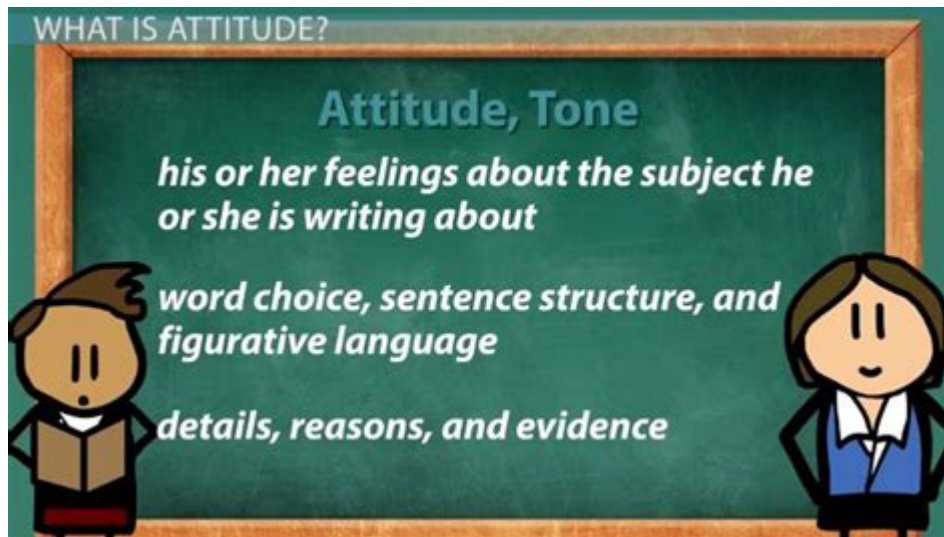 WHAT IS ATTITUDE?
Attitude, Tone
his or her feelings about the subject he
or she is writing about
word choice, sentence structure, and
figurative language
details, reasons, and evidence